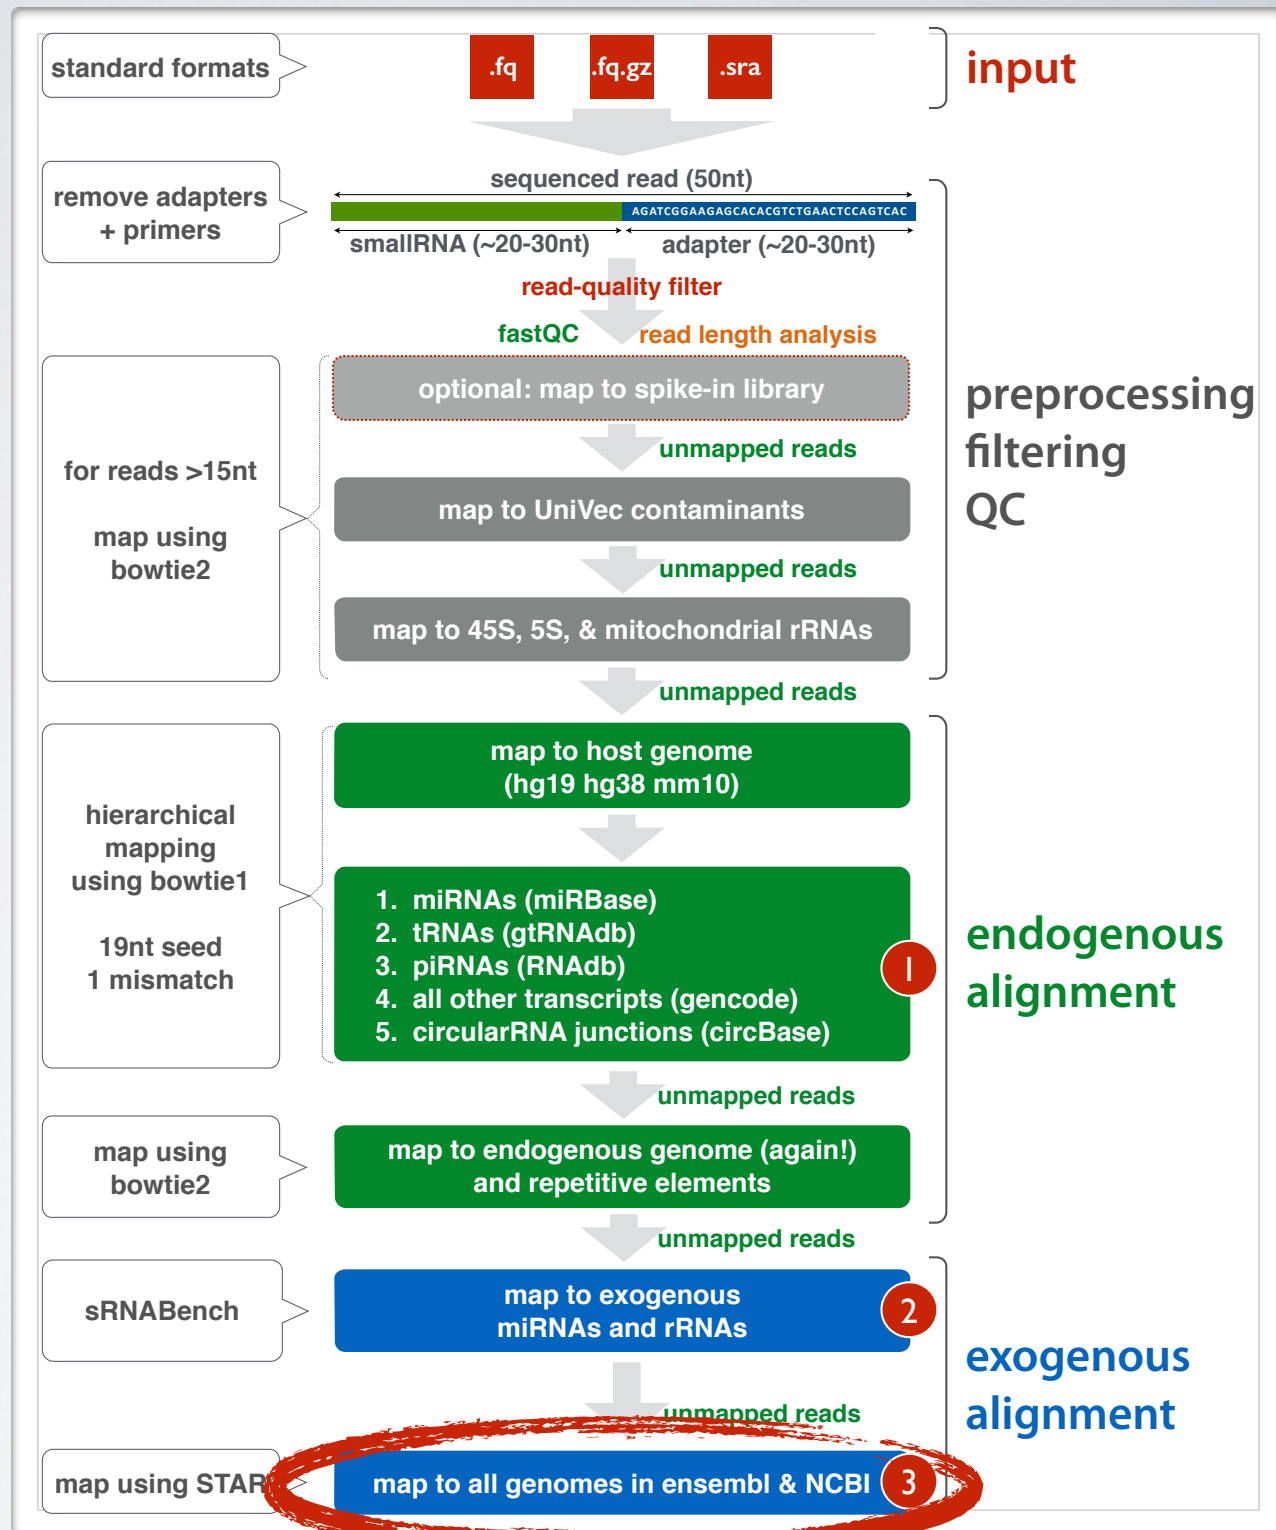 standard formats
.fq
.fq.gz
.sra
input
remove adapters
+ primers
sequenced read (50nt)
AGATCGGAAGAGCACACGTCTGAACTCCAGTCAC
smallRNA (~20-30nt)
adapter (~20-30nt)
read-quality filter
fastQC
read length analysis
preprocessing
filtering
QC
for reads >15nt
map using
bowtie2
optional: map to spike-in library
unmapped reads
map to UniVec contaminants
unmapped reads
map to 45S, 5S, & mitochondrial rRNAs
unmapped reads
hierarchical
mapping
using bowtie1
19nt seed
1 mismatch
map to host genome
(hg19 hg38 mm10)
1. miRNAs (miRBase)
2. tRNAs (gtRNAdb)
3. piRNAs (RNAdb)
4. all other transcripts (gencode)
5. circularRNA junctions (circBase)
1
endogenous
alignment
unmapped reads
map using
bowtie2
map to endogenous genome (again!)
and repetitive elements
unmapped reads
sRNABench
map to exogenous
miRNAs and rRNAs
2
exogenous
alignment
unmapped reads
map using STAR
map to all genomes in ensembl & NCBI
3